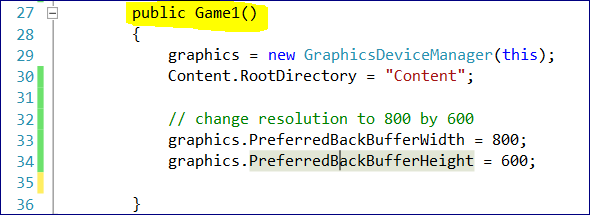 27 public Game1()
28 {
29 graphics = new GraphicsDeviceManager(this);
30 Content.RootDirectory = "Content";
31
32 // change resolution to 800 by 600
33 graphics.PreferredBackBufferWidth = 800;
34 graphics.PreferredBackBufferHeight = 600;
35
36 }